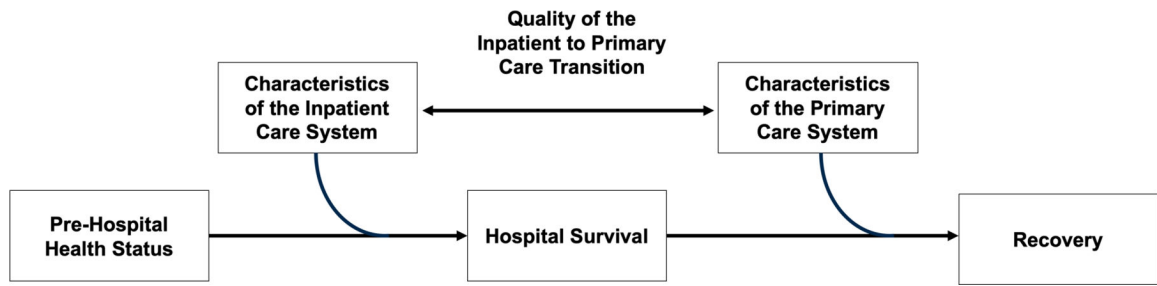 Quality of the
Inpatient to Primary
Care Transition
Characteristics
of the Inpatient
Care System
Characteristics
of the Primary
Care System
Pre-Hospital
Health Status
Hospital Survival
Recovery